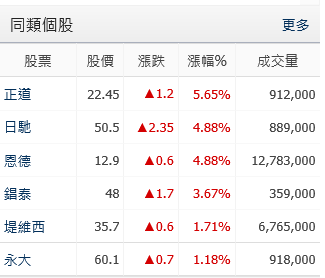 同類個股 更多
股票 股價 漲跌 漲幅% 成交量
正道 22.45 ▲1.2 5.65% 912,000
日馳 50.5 ▲2.35 4.88% 889,000
恩德 12.9 ▲0.6 4.88% 12,783,000
錩泰 48 ▲1.7 3.67% 359,000
堤維西 35.7 ▲0.6 1.71% 6,765,000
永大 60.1 ▲0.7 1.18% 918,000